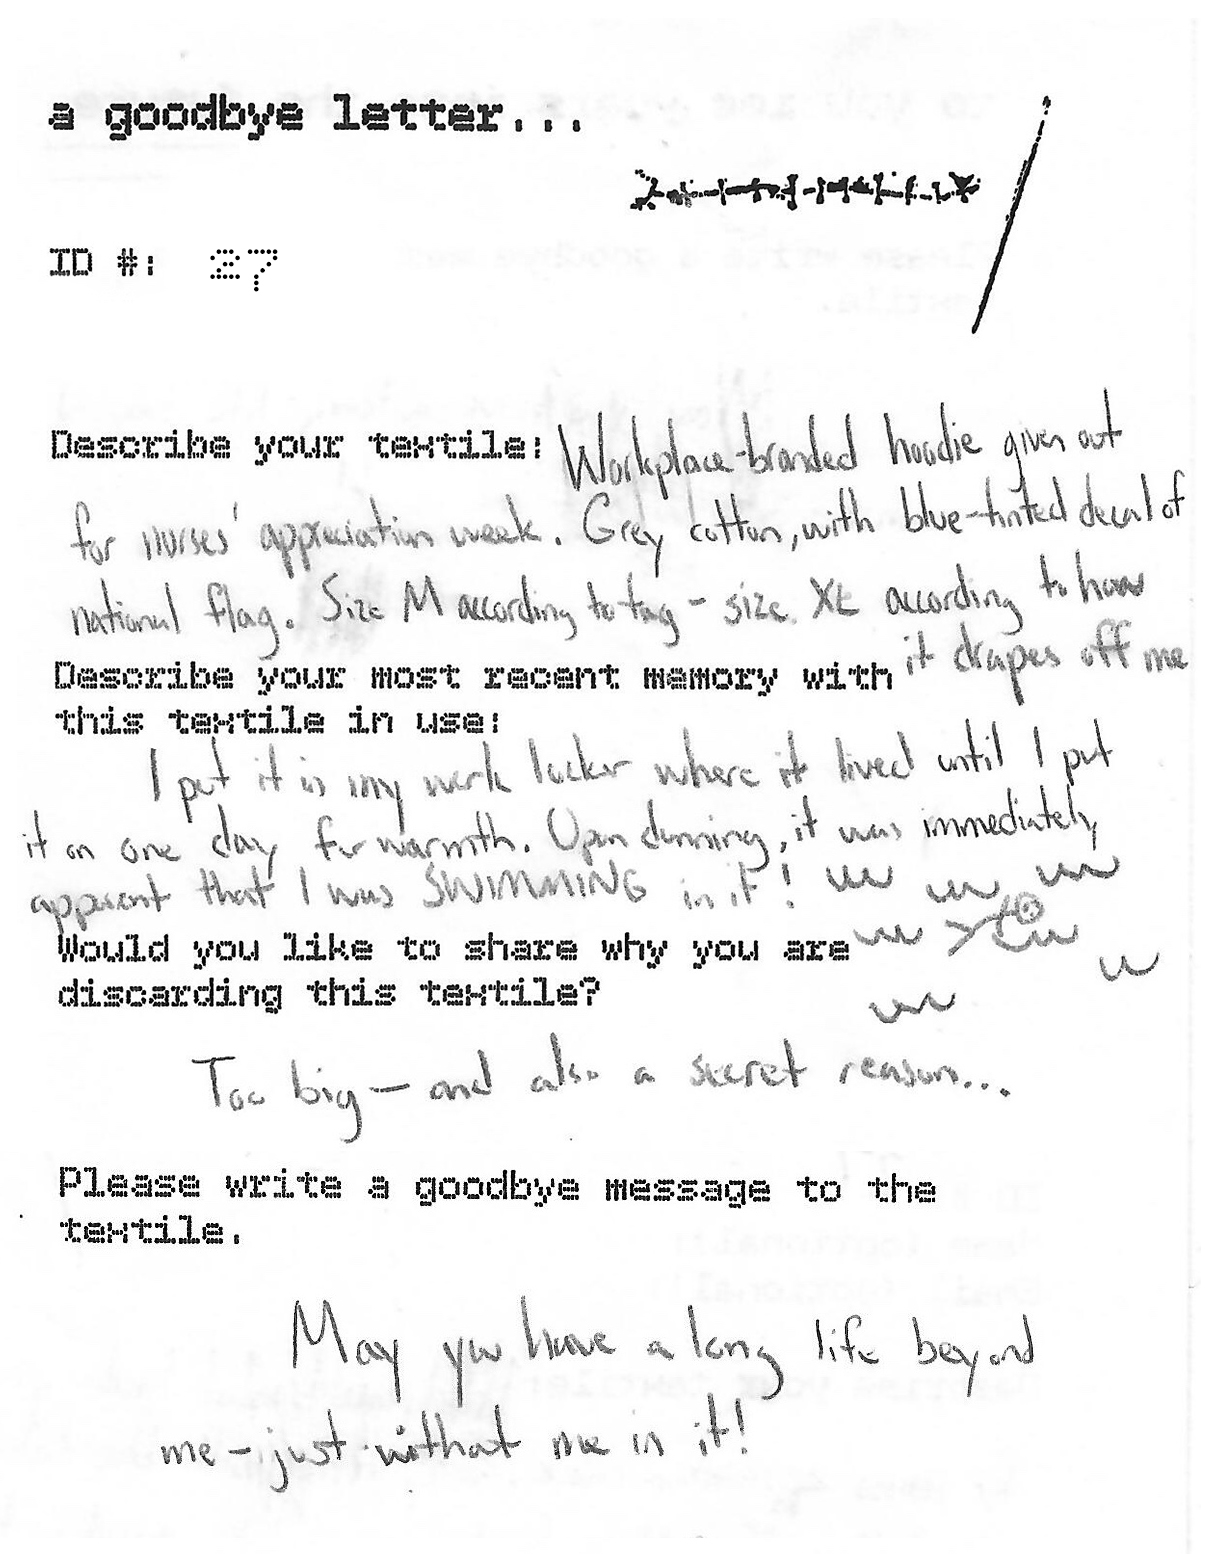 a goodbye letter...
ID #: 27
Describe your textile: Workplace-branded hoodie given out
for nurses' appreciation week. Grey cotton, with blue-tinted decal of
national flag. Size M according to tag - size XL according to how
it drapes off me
Describe your most recent memory with
this textile in use:
I put it in my work locker where it lived until I put
it on one day for warmth. Upon donning, it was immediately
apparent that I was SWIMMING in it!
Would you like to share why you are
discarding this textile?
Too big — and also a secret reason...
Please write a goodbye message to the
textile.
May you have a long life beyond
me - just without me in it!